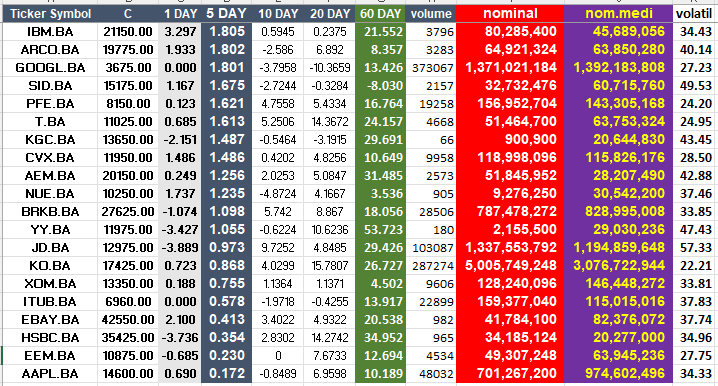 Ticker Symbol C 1 DAY 5 DAY 10 DAY 20 DAY 60 DAY volume nominal nom.medi volatil
IBM.BA 21150.00 3.297 1.805 0.5945 0.2375 21.552 3796 80,285,400 45,689,056 34.43
ARCO.BA 19775.00 1.933 1.802 -2.586 6.892 8.357 3283 64,921,324 63,850,280 40.14
GOOGL.BA 3675.00 0.000 1.801 -3.7958 -10.3659 13.426 373067 1,371,021,184 1,392,183,808 27.23
SID.BA 15175.00 1.167 1.675 -2.7244 -0.3284 -8.030 2157 32,732,476 60,715,760 49.53
PFE.BA 8150.00 0.123 1.621 4.7558 5.4334 16.764 19258 156,952,704 143,305,168 24.20
T.BA 11025.00 0.685 1.613 5.2506 14.3672 24.157 4668 51,464,700 63,753,324 24.95
KGC.BA 13650.00 -2.151 1.487 -0.5464 -3.1915 29.691 66 900,900 20,644,830 43.45
CVX.BA 11950.00 1.486 1.486 0.4202 4.8256 10.649 9958 118,998,096 115,826,176 28.50
AEM.BA 20150.00 0.249 1.256 2.0253 5.0847 31.485 2573 51,845,952 28,207,490 42.88
NUE.BA 10250.00 1.737 1.235 -4.8724 4.1667 3.536 905 9,276,250 30,542,200 37.46
BRKB.BA 27625.00 -1.074 1.098 5.742 8.867 18.056 28506 787,478,272 828,995,008 33.85
YY.BA 11975.00 -3.427 1.055 -0.6224 10.6236 53.723 180 2,155,500 29,030,236 47.43
JD.BA 12975.00 -3.889 0.973 9.7252 4.8485 29.426 103087 1,337,553,792 1,194,859,648 57.33
KO.BA 17425.00 0.723 0.868 4.0299 15.7807 26.727 287274 5,005,749,248 3,076,722,944 22.21
XOM.BA 13350.00 0.188 0.755 1.1364 1.1371 4.502 9606 128,240,096 146,448,272 33.81
ITUB.BA 6960.00 0.000 0.578 -1.9718 -0.4255 13.917 22899 159,377,040 115,015,016 37.83
EBAY.BA 42550.00 2.100 0.413 3.4022 4.9322 20.538 982 41,784,100 82,376,072 37.74
HSBC.BA 35425.00 -3.736 0.354 2.8302 14.2742 34.952 965 34,185,124 20,277,000 34.96
EEM.BA 10875.00 -0.685 0.230 0 7.6733 12.694 4534 49,307,248 63,945,236 27.75
AAPL.BA 14600.00 0.690 0.172 -0.8489 6.9598 10.189 48032 701,267,200 974,602,496 34.33